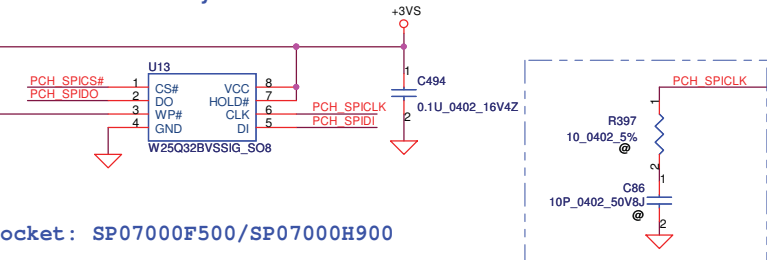 +3VS
U13
PCH_SPICS# 1 CS# VCC 8
PCH_SPIDO 2 DO HOLD# 7
3 WP# CLK 6 PCH_SPICLK
4 GND DI 5 PCH_SPIDI
W25Q32BVSSIG_SO8
1
C494
0.1U_0402_16V4Z
2
PCH_SPICLK
1
R397
10_0402_5%
@
2
1
C86
10P_0402_50V8J
@
2
ocket: SP07000F500/SP07000H900